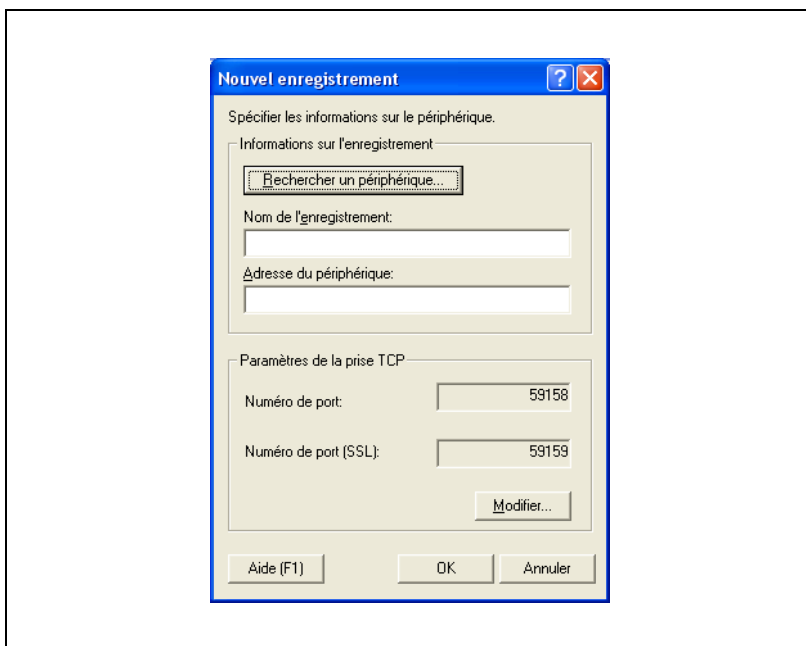 Nouvel enregistrement
Spécifier les informations sur le périphérique.
Informations sur l'enregistrement
Rechercher un périphérique...
Nom de l'enregistrement:
Adresse du périphérique:
Paramètres de la prise TCP
Numéro de port: 59158
Numéro de port (SSL): 59159
Modifier...
Aide (F1) OK Annuler